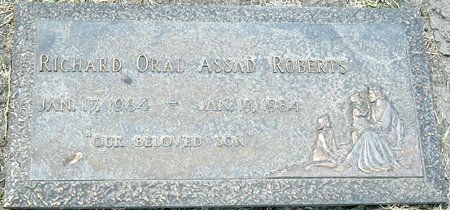 RICHARD ORAL ASSAD ROBERTS
JAN. 17, 1984 - JAN. 19, 1984
"OUR BELOVED SON"